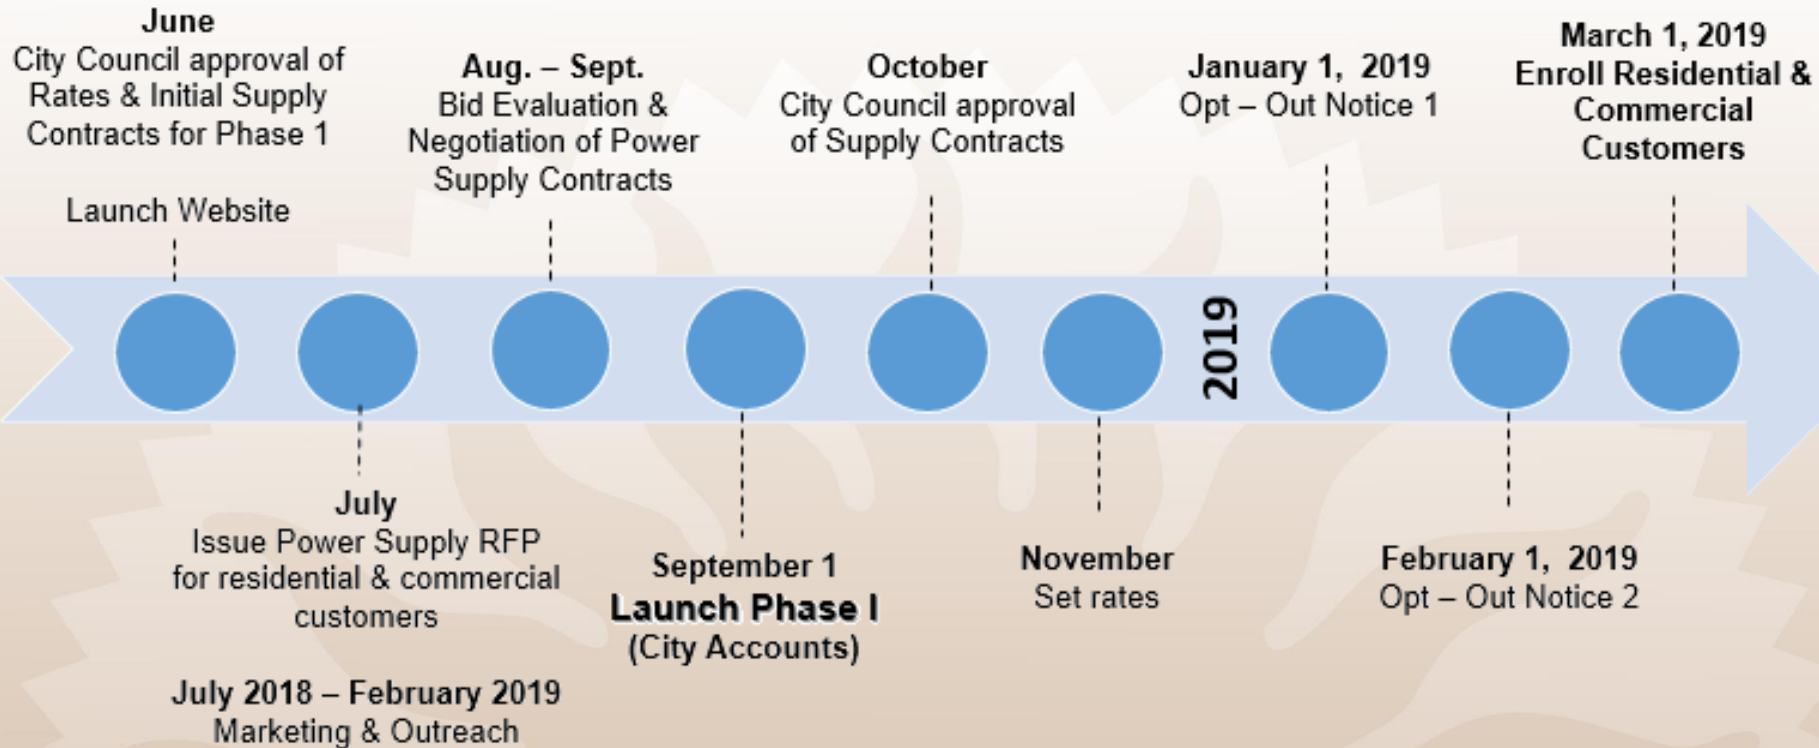 June
City Council approval of
Rates & Initial Supply
Contracts for Phase 1
Launch Website
July
Issue Power Supply RFP
for residential & commercial
customers
July 2018 – February 2019
Marketing & Outreach
Aug. – Sept.
Bid Evaluation &
Negotiation of Power
Supply Contracts
September 1
Launch Phase I
(City Accounts)
October
City Council approval
of Supply Contracts
November
Set rates
2019
January 1, 2019
Opt – Out Notice 1
February 1, 2019
Opt – Out Notice 2
March 1, 2019
Enroll Residential &
Commercial
Customers